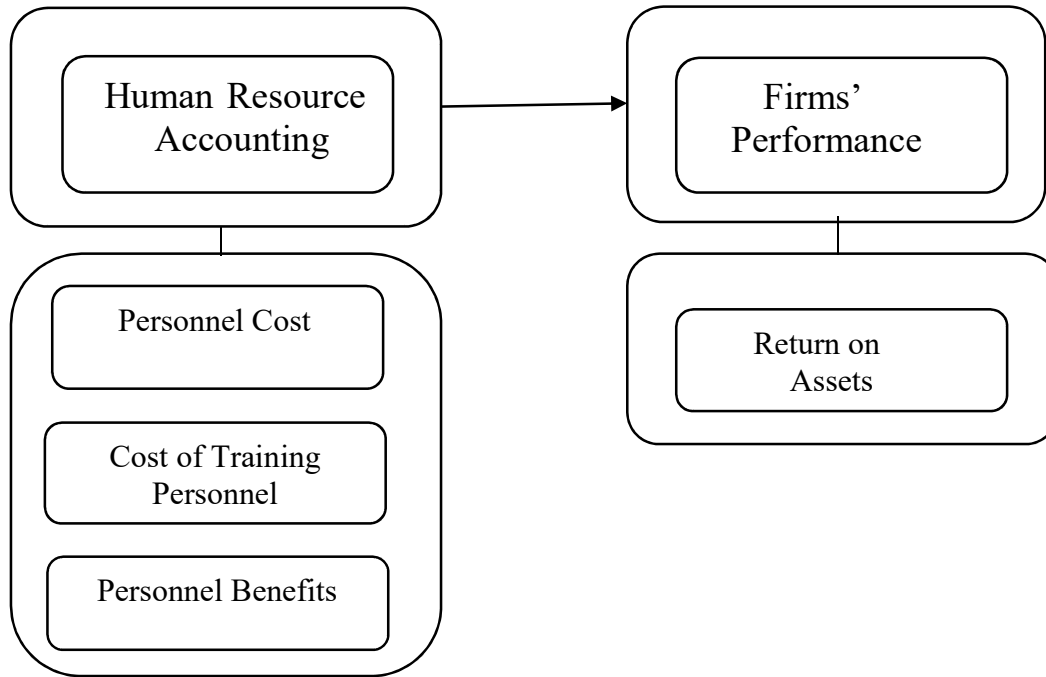 Human Resource
Accounting
Firms’
Performance
Personnel Cost
Cost of Training
Personnel
Personnel Benefits
Return on
Assets